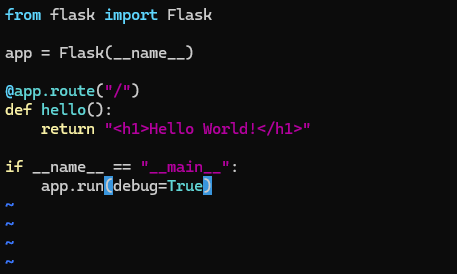 from flask import Flask

app = Flask(__name__)

@app.route("/")
def hello():
    return "<h1>Hello World!</h1>"

if __name__ == "__main__":
    app.run(debug=True)
~
~
~
~